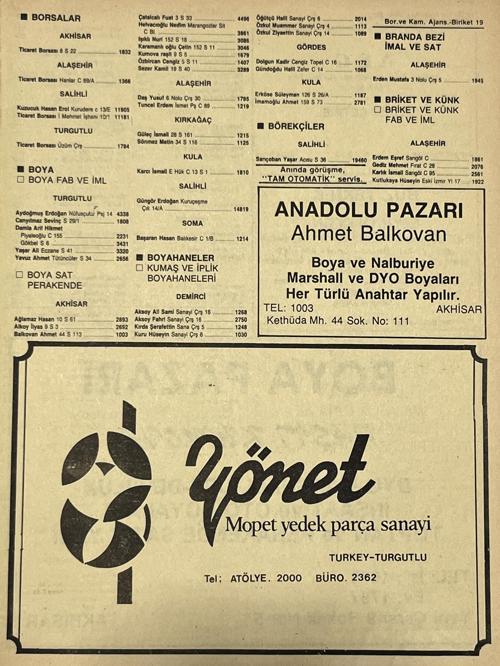 Bor.ve Kam. Ajans.-Biriket 19
■ BORSALAR
AKHİSAR
Ticaret Borsası 8 S 22 1832
ALAŞEHİR
Ticaret Borsası Hanlar C 89/A 1366
SALİHLİ
Kuzucuk Hasan Erol Kurudere c 13/E 11905
Ticaret Borsası I Mehmet İşhanı 10/1 11181
TURGUTLU
Ticaret Borsası Üzüm Çrş 1794
■ BOYA
□ BOYA FAB VE İML
TURGUTLU
Aydoğmuş Erdoğan Nüfusçutur Psj 14 4338
Canyılmaz Sevinç S 29/1 1808
Damla Arif Hikmet
Piyaleoğlu C 155 2231
Gökbel S 6 3431
Yaşar Ali Eczane S 41 3320
Yavuz Ahmet Tütüncüler S 34 2656
□ BOYA SAT
PERAKENDE
AKHİSAR
Ağlamaz Hasan 10 S 61 2893
Alkoy İlyas 9 S 3 2692
Balkovan Ahmet 44 S 113 1003
Çatalcalı Fuat 3 S 33 4496
Helvacıoğlu Nevzim Marangozlar Sit
C Bl 3861
Işıklı Nuri 152 S 18 3111
Karamanlı oğlu Çetin 152 S 11 3046
Kumova raşit 9 S 6 1679
Özbircan Cengiz 5 S 11 1407
Sezer Kamil 19 S 40 3289
ALAŞEHİR
Daş Yusuf 6 Nolu Çrş 30 1795
Tuncel Erdem İsmet Pş C 89 1219
KIRKAĞAÇ
Güleç İsmail 28 S 161 1215
Sönmez Metin 34 S 116 1125
KULA
Karcı İsmail E Hük C 13 S 1 1810
SALİHLİ
Güngör Erdoğan Kuruçeşme
Çık 14/A 14819
SOMA
Başaran Hasan Balıkesir C 1/B 1214
■ BOYAHANELER
□ KUMAŞ VE İPLİK
BOYAHANELERİ
DEMİRCİ
Aksoy Ali Sami Sanayi Çrş 16 1268
Aksoy Fahri Sanayi Çrş 16 2750
Kırda Şerafettin Sana Çrş 5 1248
Kuru Hüseyin Sanayi Çrş 8 1030
Öğütçü Halil Sanayi Çrş 6 2014
Özkul Muammer Sanayi Çrş 4 1113
Özkul Ziyaettin Sanayi Çrş 14 1089
GÖRDES
Dolgun Kadir Cengiz Topel C 16 1172
Gündoğdu Halil Zafer C 14 1068
KULA
Erköse Süleyman 126 S 26/A 1187
İmamoğlu Ahmet 159 S 73 2781
■ BÖREKÇİLER
SALİHLİ
Sarıçoban Yaşar Acısu S 36 19460
Anında görüşme,
"TAM OTOMATİK" servis.
■ BRANDA BEZİ
İMAL VE SAT
ALAŞEHİR
Erden Mustafa 3 Nolu Çrş 5 1945
■ BRİKET VE KÜNK
□ BRİKET VE KÜNK
FAB VE İML
ALAŞEHİR
Erdem Eşref Sarıgöl C 1861
Gediz Mehmet Sarıgöl C 28 2076
Karlık İsmail Sarıgöl C 95 2561
Kutlukaya Hüseyin Eski İzmir Yl 17 1922
ANADOLU PAZARI
Ahmet Balkovan
Boya ve Nalburiye
Marshall ve DYO Boyaları
Her Türlü Anahtar Yapılır.
TEL: 1003 AKHİSAR
Kethüda Mh. 44 Sok. No: 111
Yönet
Mopet yedek parça sanayi
TURKEY-TURGUTLU
Tel; ATÖLYE. 2000 BÜRO. 2362